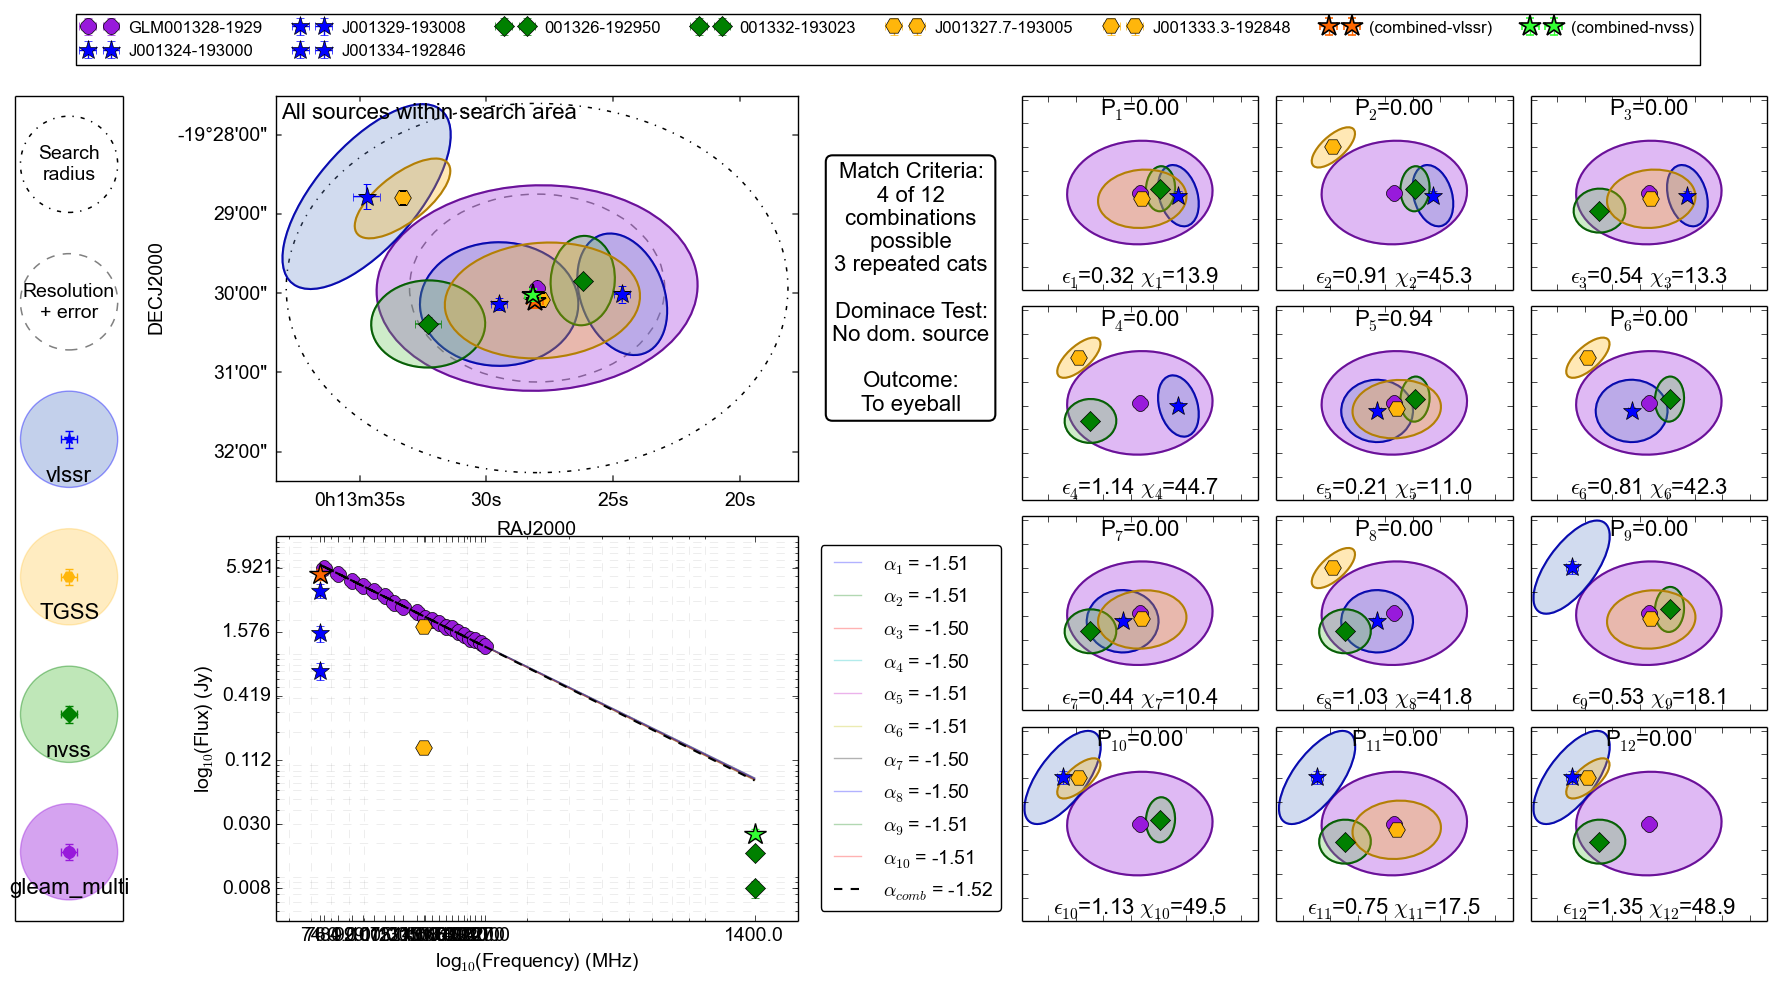 GLM001328-1929 J001329-193008 001326-192950 001332-193023 J001327.7-193005 J001333.3-192848 (combined-vlssr) (combined-nvss)
J001324-193000 J001334-192846
Search
radius
Resolution
+ error
vlssr
TGSS
nvss
gleam_multi
All sources within search area
DECJ2000
-19°28'00"
29'00"
30'00"
31'00"
32'00"
0h13m35s 30s 25s 20s
RAJ2000
Match Criteria:
4 of 12
combinations
possible
3 repeated cats
Dominace Test:
No dom. source
Outcome:
To eyeball
log10(Flux) (Jy)
5.921
1.576
0.419
0.112
0.030
0.008
1400.0
log10(Frequency) (MHz)
α1 = -1.51
α2 = -1.51
α3 = -1.50
α4 = -1.50
α5 = -1.51
α6 = -1.51
α7 = -1.50
α8 = -1.50
α9 = -1.51
α10 = -1.51
αcomb = -1.52
P1=0.00
ϵ1=0.32 χ1=13.9
P2=0.00
ϵ2=0.91 χ2=45.3
P3=0.00
ϵ3=0.54 χ3=13.3
P4=0.00
ϵ4=1.14 χ4=44.7
P5=0.94
ϵ5=0.21 χ5=11.0
P6=0.00
ϵ6=0.81 χ6=42.3
P7=0.00
ϵ7=0.44 χ7=10.4
P8=0.00
ϵ8=1.03 χ8=41.8
P9=0.00
ϵ9=0.53 χ9=18.1
P10=0.00
ϵ10=1.13 χ10=49.5
P11=0.00
ϵ11=0.75 χ11=17.5
P12=0.00
ϵ12=1.35 χ12=48.9